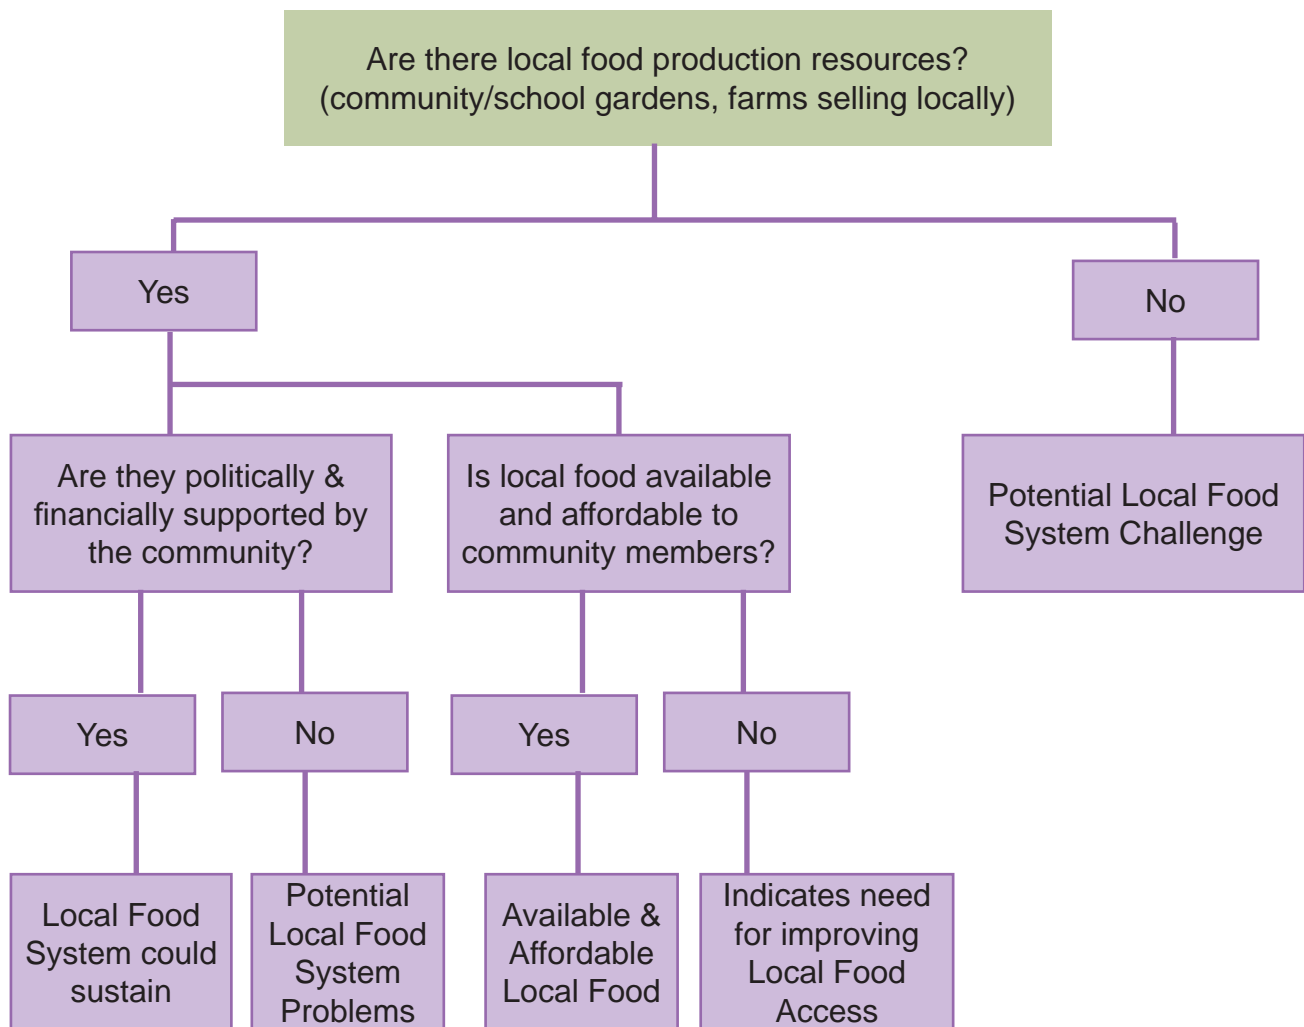 Are there local food production resources?
(community/school gardens, farms selling locally)
Yes
No
Are they politically &
financially supported by
the community?
Is local food available
and affordable to
community members?
Potential Local Food
System Challenge
Yes
No
Yes
No
Local Food
System could
sustain
Potential
Local Food
System
Problems
Available &
Affordable
Local Food
Indicates need
for improving
Local Food
Access